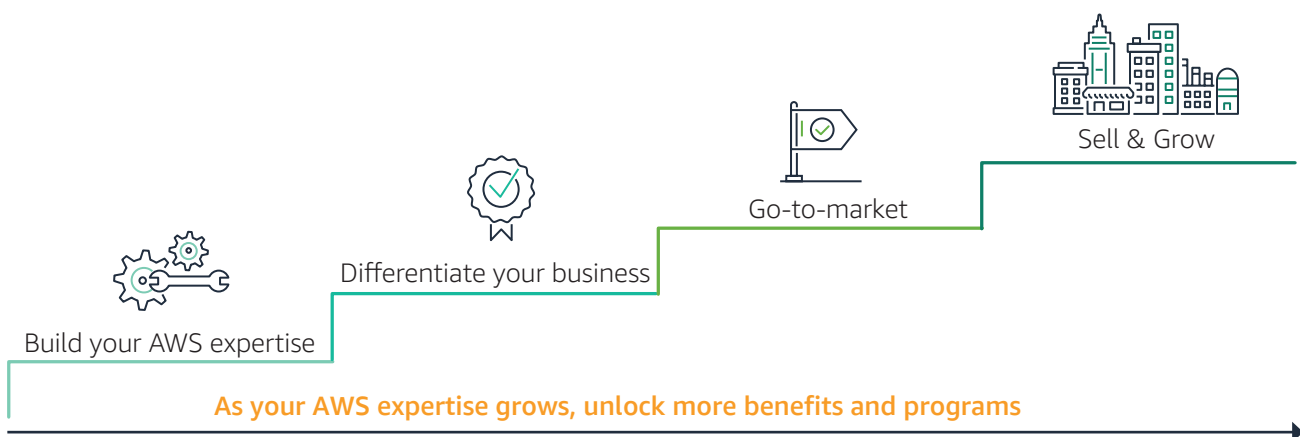 Sell & Grow
Go-to-market
Differentiate your business
Build your AWS expertise
As your AWS expertise grows, unlock more benefits and programs